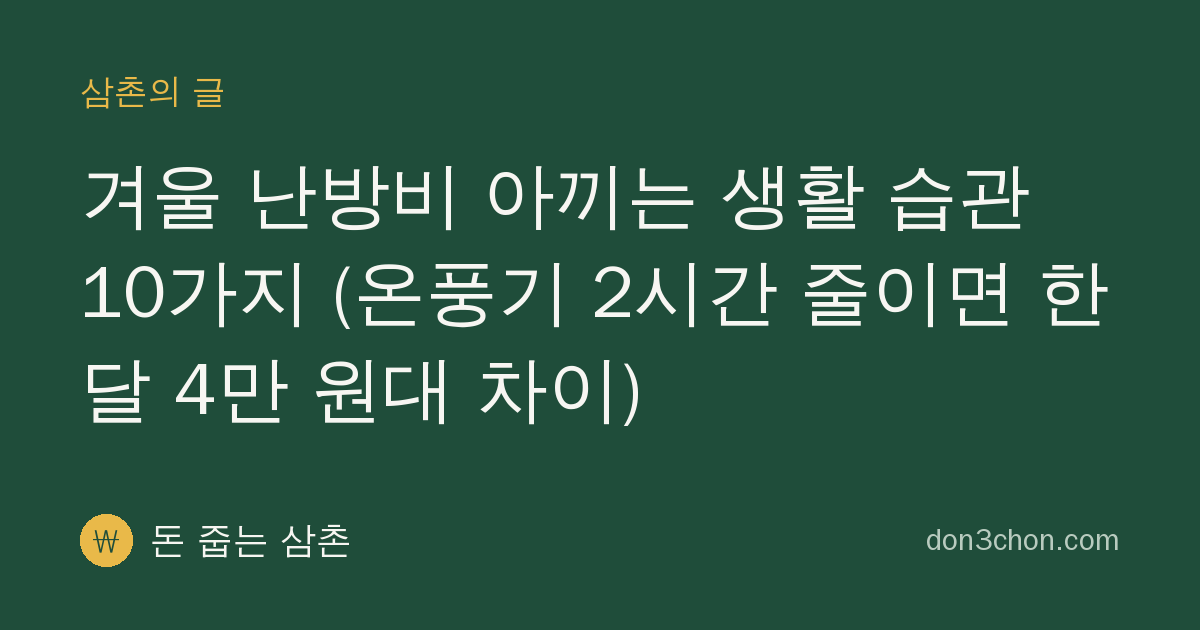 삼촌의 글
겨울 난방비 아끼는 생활 습관
10가지 (온풍기 2시간 줄이면 한
달 4만 원대 차이)
₩ 돈 줍는 삼촌
don3chon.com